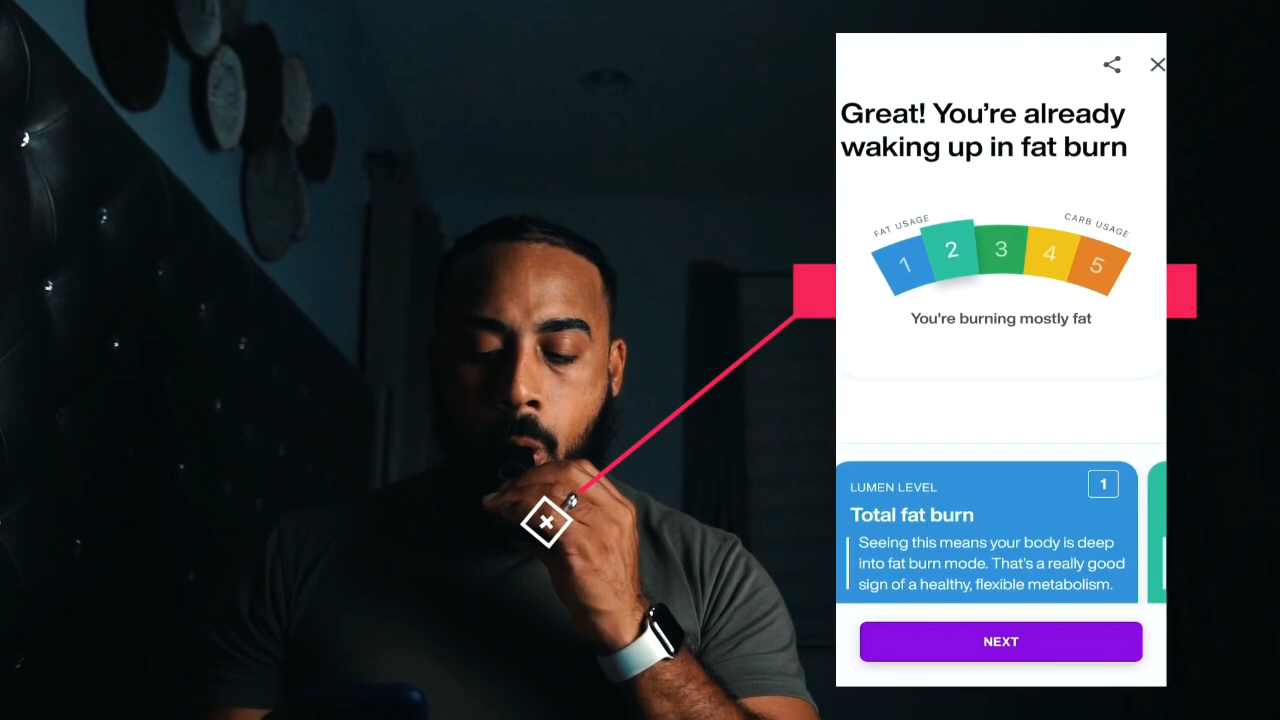 Great! You're already
waking up in fat burn
FAT USAGE
CARB USAGE
1
2
3
4
5
You're burning mostly fat
LUMEN LEVEL
1
Total fat burn
Seeing this means your body is deep
into fat burn mode. That's a really good
sign of a healthy, flexible metabolism.
NEXT